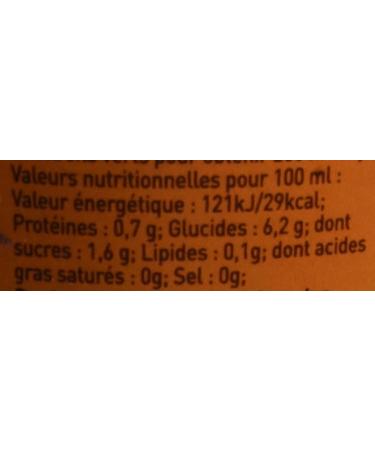 Valeurs nutritionnelles pour 100 ml :
Valeur énergétique : 121kJ/29kcal;
Protéines : 0,7 g; Glucides : 6,2 g; dont
sucres : 1,6 g; Lipides : 0,1g; dont acides
gras saturés : 0g; Sel : 0g;